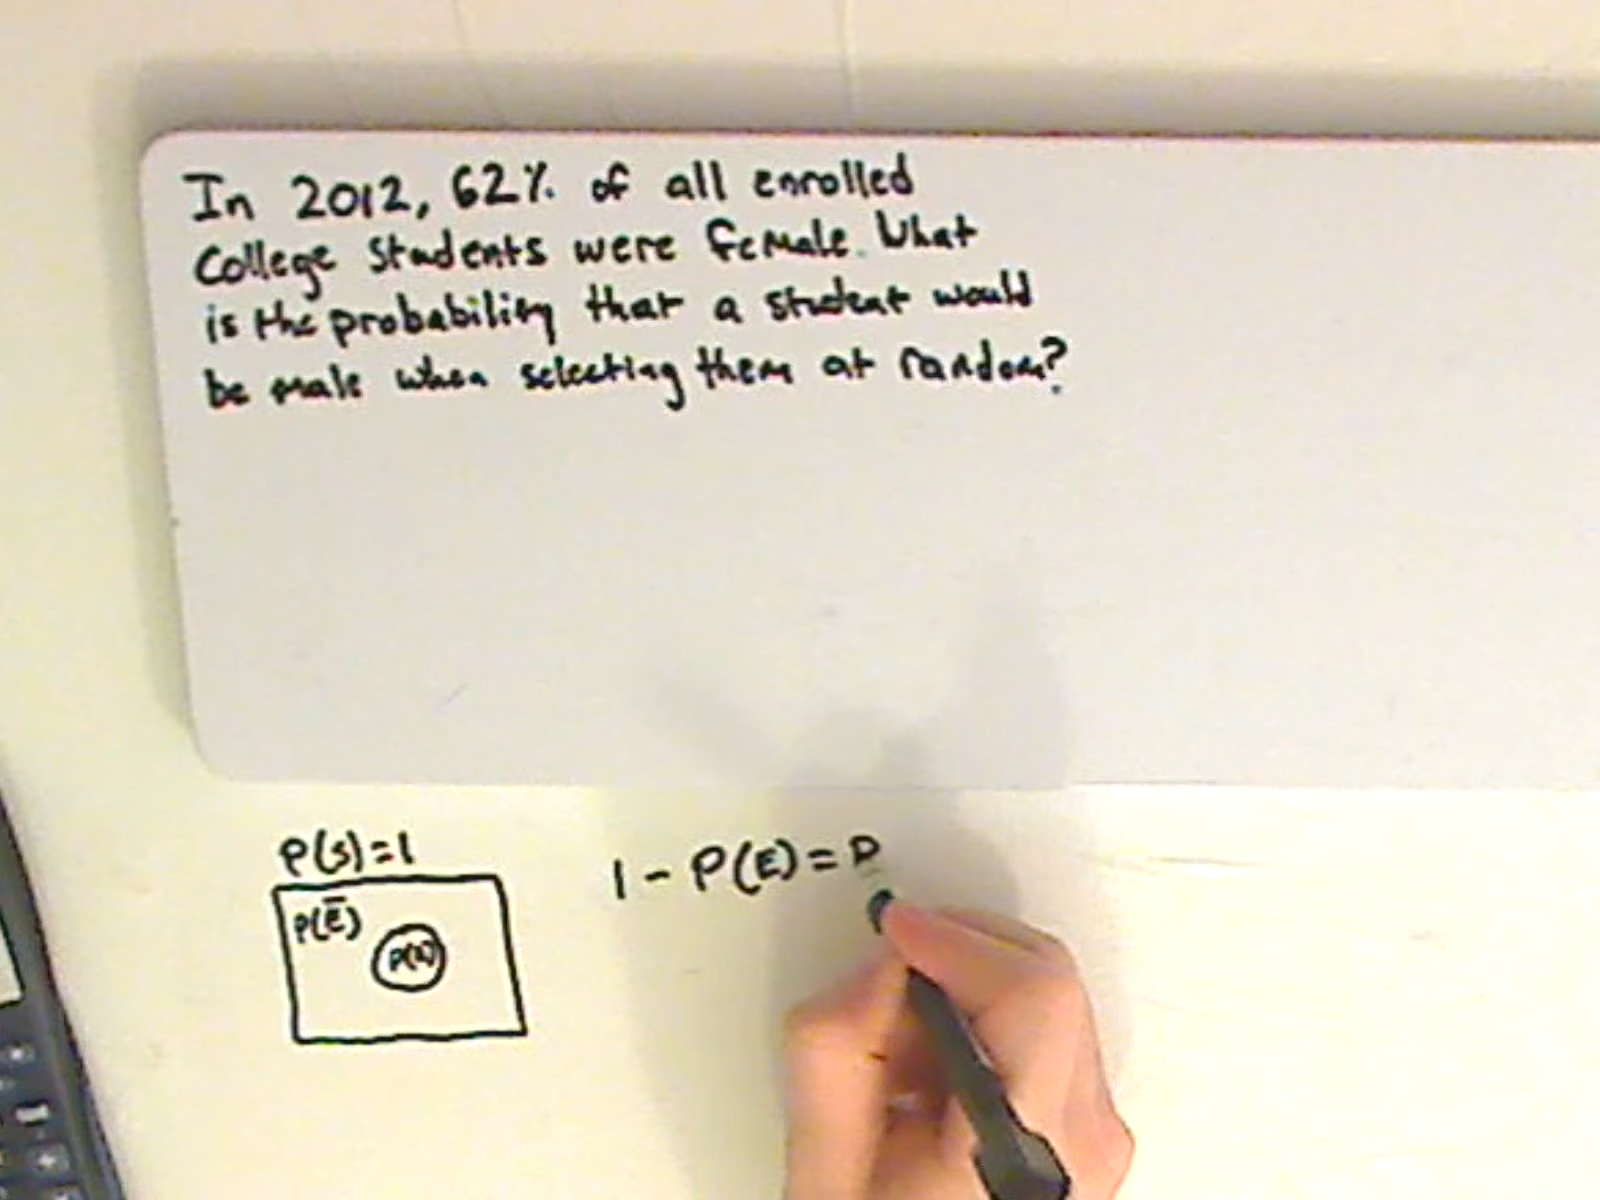 In 2012, 62% of all enrolled
College Students were female. What
is the probability that a student would
be male when selecting them at random?
P(S)=1
1 - P(E) = P
P(E̅)